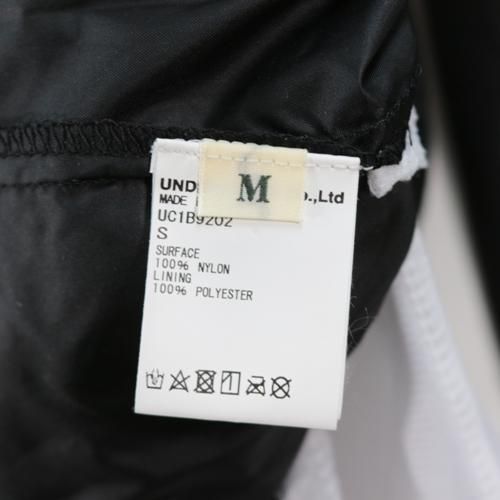 M
UND .,Ltd
MADE
UC1B9202
S
SURFACE
100% NYLON
LINING
100% POLYESTER